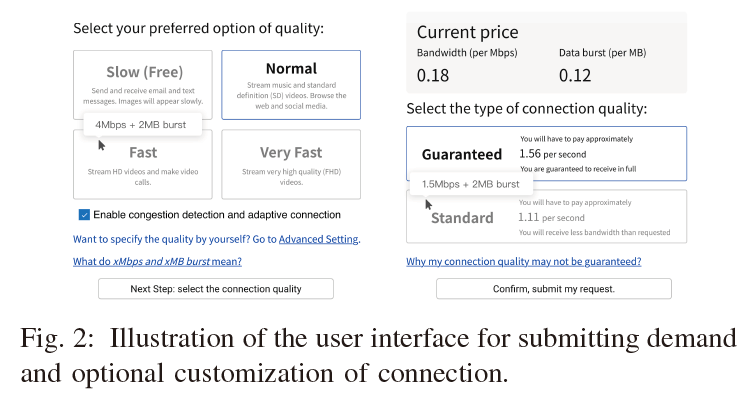 Select your preferred option of quality:
Slow (Free)
Send and receive email and text
messages. Images will appear slowly.
Normal
Stream music and standard
definition (SD) videos. Browse the
web and social media.
4Mbps + 2MB burst
Fast
Stream HD videos and make video
calls.
Very Fast
Stream very high quality (FHD)
videos.
Enable congestion detection and adaptive connection
Want to specify the quality by yourself? Go to Advanced Setting.
What do xMbps and xMB burst mean?
Next Step: select the connection quality
Current price
Bandwidth (per Mbps)
0.18
Data burst (per MB)
0.12
Select the type of connection quality:
Guaranteed
You will have to pay approximately
1.56 per second
You are guaranteed to receive in full
1.5Mbps + 2MB burst
Standard
You will have to pay approximately
1.11 per second
You will receive less bandwidth than requested
Why my connection quality may not be guaranteed?
Confirm, submit my request.
Fig. 2: Illustration of the user interface for submitting demand
and optional customization of connection.